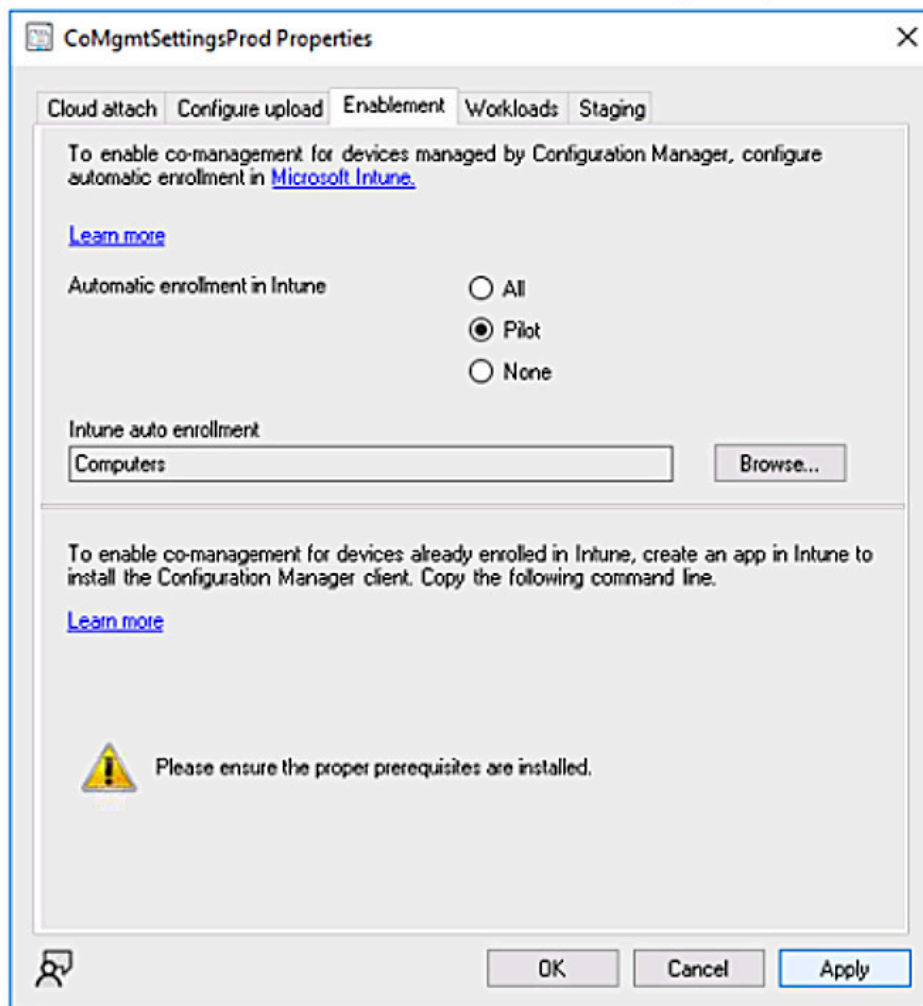 CoMgmtSettingsProd Properties
Cloud attach Configure upload Enablement Workloads Staging
To enable co-management for devices managed by Configuration Manager, configure
automatic enrollment in Microsoft Intune.
Learn more
Automatic enrollment in Intune
All
Pilot
None
Intune auto enrollment
Computers
Browse...
To enable co-management for devices already enrolled in Intune, create an app in Intune to
install the Configuration Manager client. Copy the following command line.
Learn more
Please ensure the proper prerequisites are installed.
OK Cancel Apply